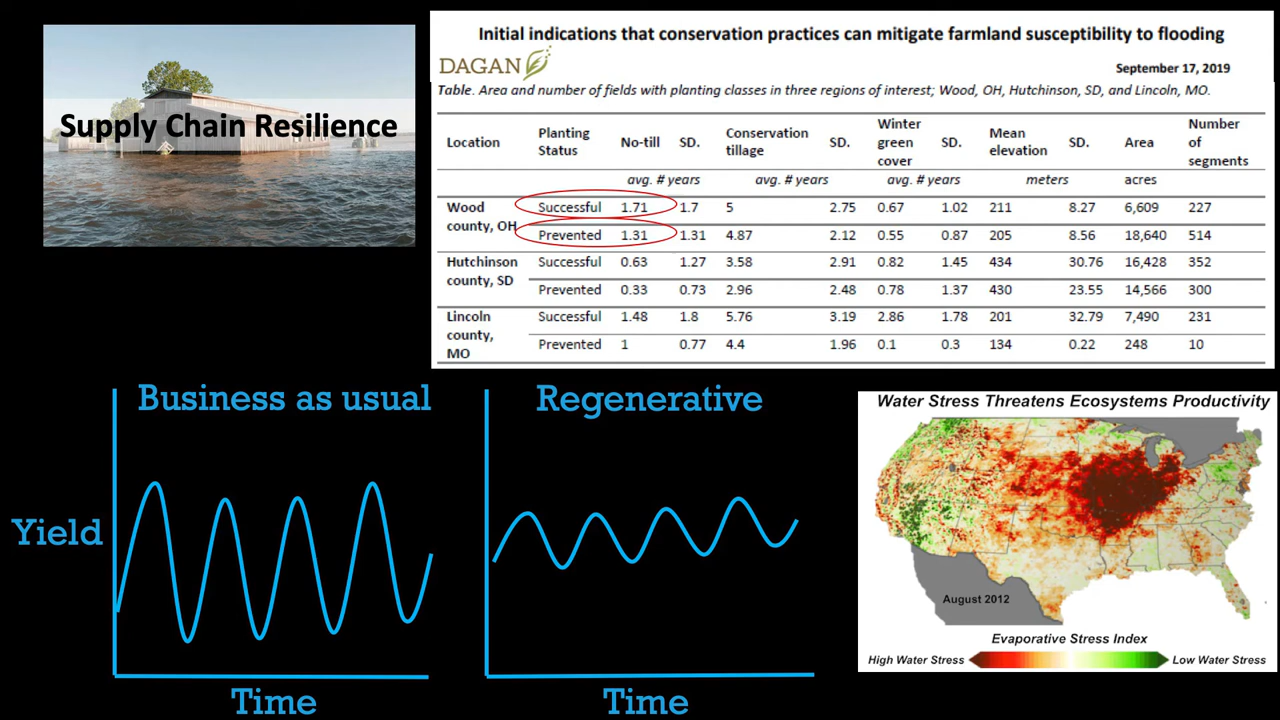 Supply Chain Resilience
Initial indications that conservation practices can mitigate farmland susceptibility to flooding
DAGAN
September 17, 2019
Table. Area and number of fields with planting classes in three regions of interest; Wood, OH, Hutchinson, SD, and Lincoln, MO.
Location Planting Status No-till SD. Conservation tillage SD. Winter green cover SD. Mean elevation SD. Area Number of segments
avg. # years avg. # years avg. # years meters acres
Wood county, OH Successful 1.71 1.7 5 2.75 0.67 1.02 211 8.27 6,609 227
Prevented 1.31 1.31 4.87 2.12 0.55 0.87 205 8.56 18,640 514
Hutchinson county, SD Successful 0.63 1.27 3.58 2.91 0.82 1.45 434 30.76 16,428 352
Prevented 0.33 0.73 2.96 2.48 0.78 1.37 430 23.55 14,566 300
Lincoln county, MO Successful 1.48 1.8 5.76 3.19 2.86 1.78 201 32.79 7,490 231
Prevented 1 0.77 4.4 1.96 0.1 0.3 134 0.22 248 10
Business as usual
Yield
Time
Regenerative
Time
Water Stress Threatens Ecosystems Productivity
August 2012
Evaporative Stress Index
High Water Stress Low Water Stress